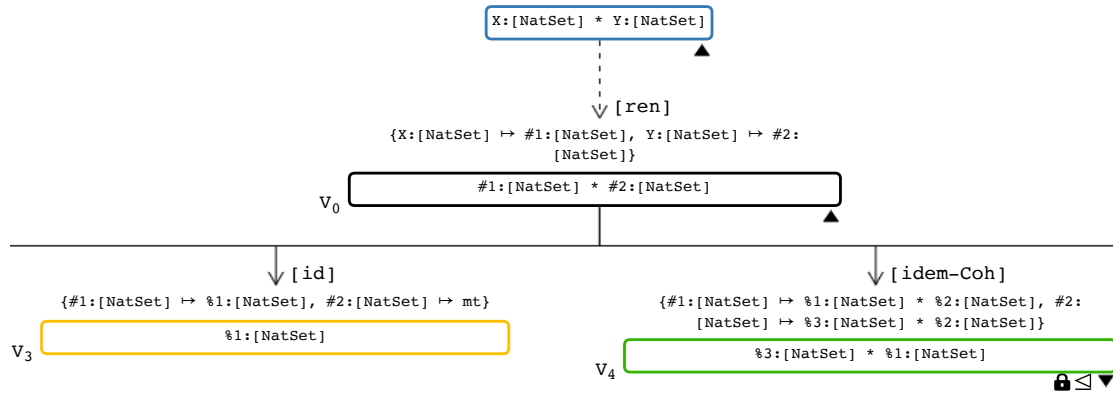 X:[NatSet] * Y:[NatSet]
[ren]
{X:[NatSet] ↦ #1:[NatSet], Y:[NatSet] ↦ #2:
[NatSet]}
#1:[NatSet] * #2:[NatSet]
V₀
[id]
{#1:[NatSet] ↦ %1:[NatSet], #2:[NatSet] ↦ mt}
%1:[NatSet]
V₃
[idem-Coh]
{#1:[NatSet] ↦ %1:[NatSet] * %2:[NatSet], #2:
[NatSet] ↦ %3:[NatSet] * %2:[NatSet]}
%3:[NatSet] * %1:[NatSet]
V₄